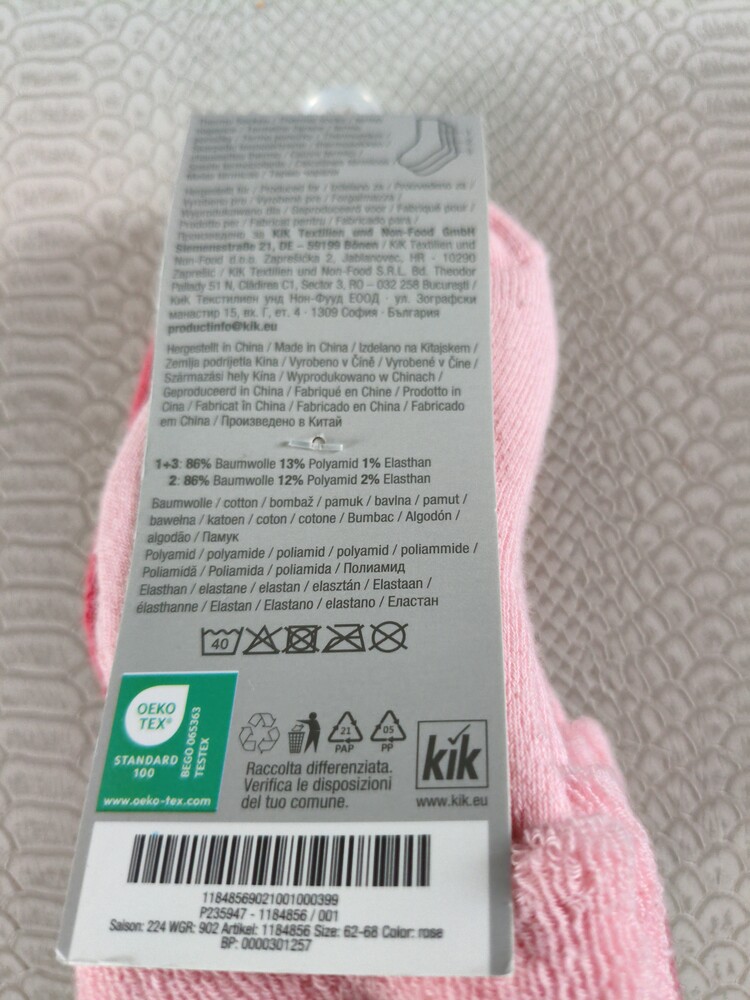 Hergestellt für / Produced for / Izdelano za / Proizvedeno za /
Vyrobeno pro / Vyrobené pre / Forgalmazza /
Wyprodukowano dla / Geproduceerd voor / Fabriqué pour /
Prodotto per / Fabricat pentru / Fabricado para /
Произведено за KiK Textilien und Non-Food GmbH
Siemensstraße 21, DE – 59199 Bönen / KiK Textilien und
Non-Food d.o.o. Zaprešićka 2, Jablanovec, HR - 10290
Zaprešić / KiK Textilien und Non-Food S.R.L. Bd. Theodor
Pallady 51 N, Clădirea C1, Sector 3, RO – 032 258 București /
КиК Текстилиен унд Нон-Фууд ЕООД · ул. Зографски
манастир 15, вх. Г, ет. 4 · 1309 София · България
productinfo@kik.eu
Hergestellt in China / Made in China / Izdelano na Kitajskem /
Zemlja podrijetla Kina / Vyrobeno v Číně / Vyrobené v Číne /
Származási hely Kína / Wyprodukowano w Chinach /
Geproduceerd in China / Fabriqué en Chine / Prodotto in
Cina / Fabricat în China / Fabricado en China / Fabricado
em China / Произведено в Китай
1+3: 86% Baumwolle 13% Polyamid 1% Elasthan
2: 86% Baumwolle 12% Polyamid 2% Elasthan
Baumwolle / cotton / bombaž / pamuk / bavlna / pamut /
bawełna / katoen / coton / cotone / Bumbac / Algodón /
algodão / Памук
Polyamid / polyamide / poliamid / polyamid / poliammide /
Poliamidă / Poliamida / poliamida / Полиамид
Elasthan / elastane / elastan / elasztán / Elastaan /
élasthanne / Elastan / Elastano / elastano / Еластан
40
OEKO
TEX®
STANDARD
100
BEGO 065363
TESTEX
www.oeko-tex.com
21
PAP
05
PP
Raccolta differenziata.
Verifica le disposizioni
del tuo comune.
kik
www.kik.eu
11848569021001000399
P235947 - 1184856 / 001
Saison: 224 WGR: 902 Artikel: 1184856 Size: 62-68 Color: rose
BP: 0000301257